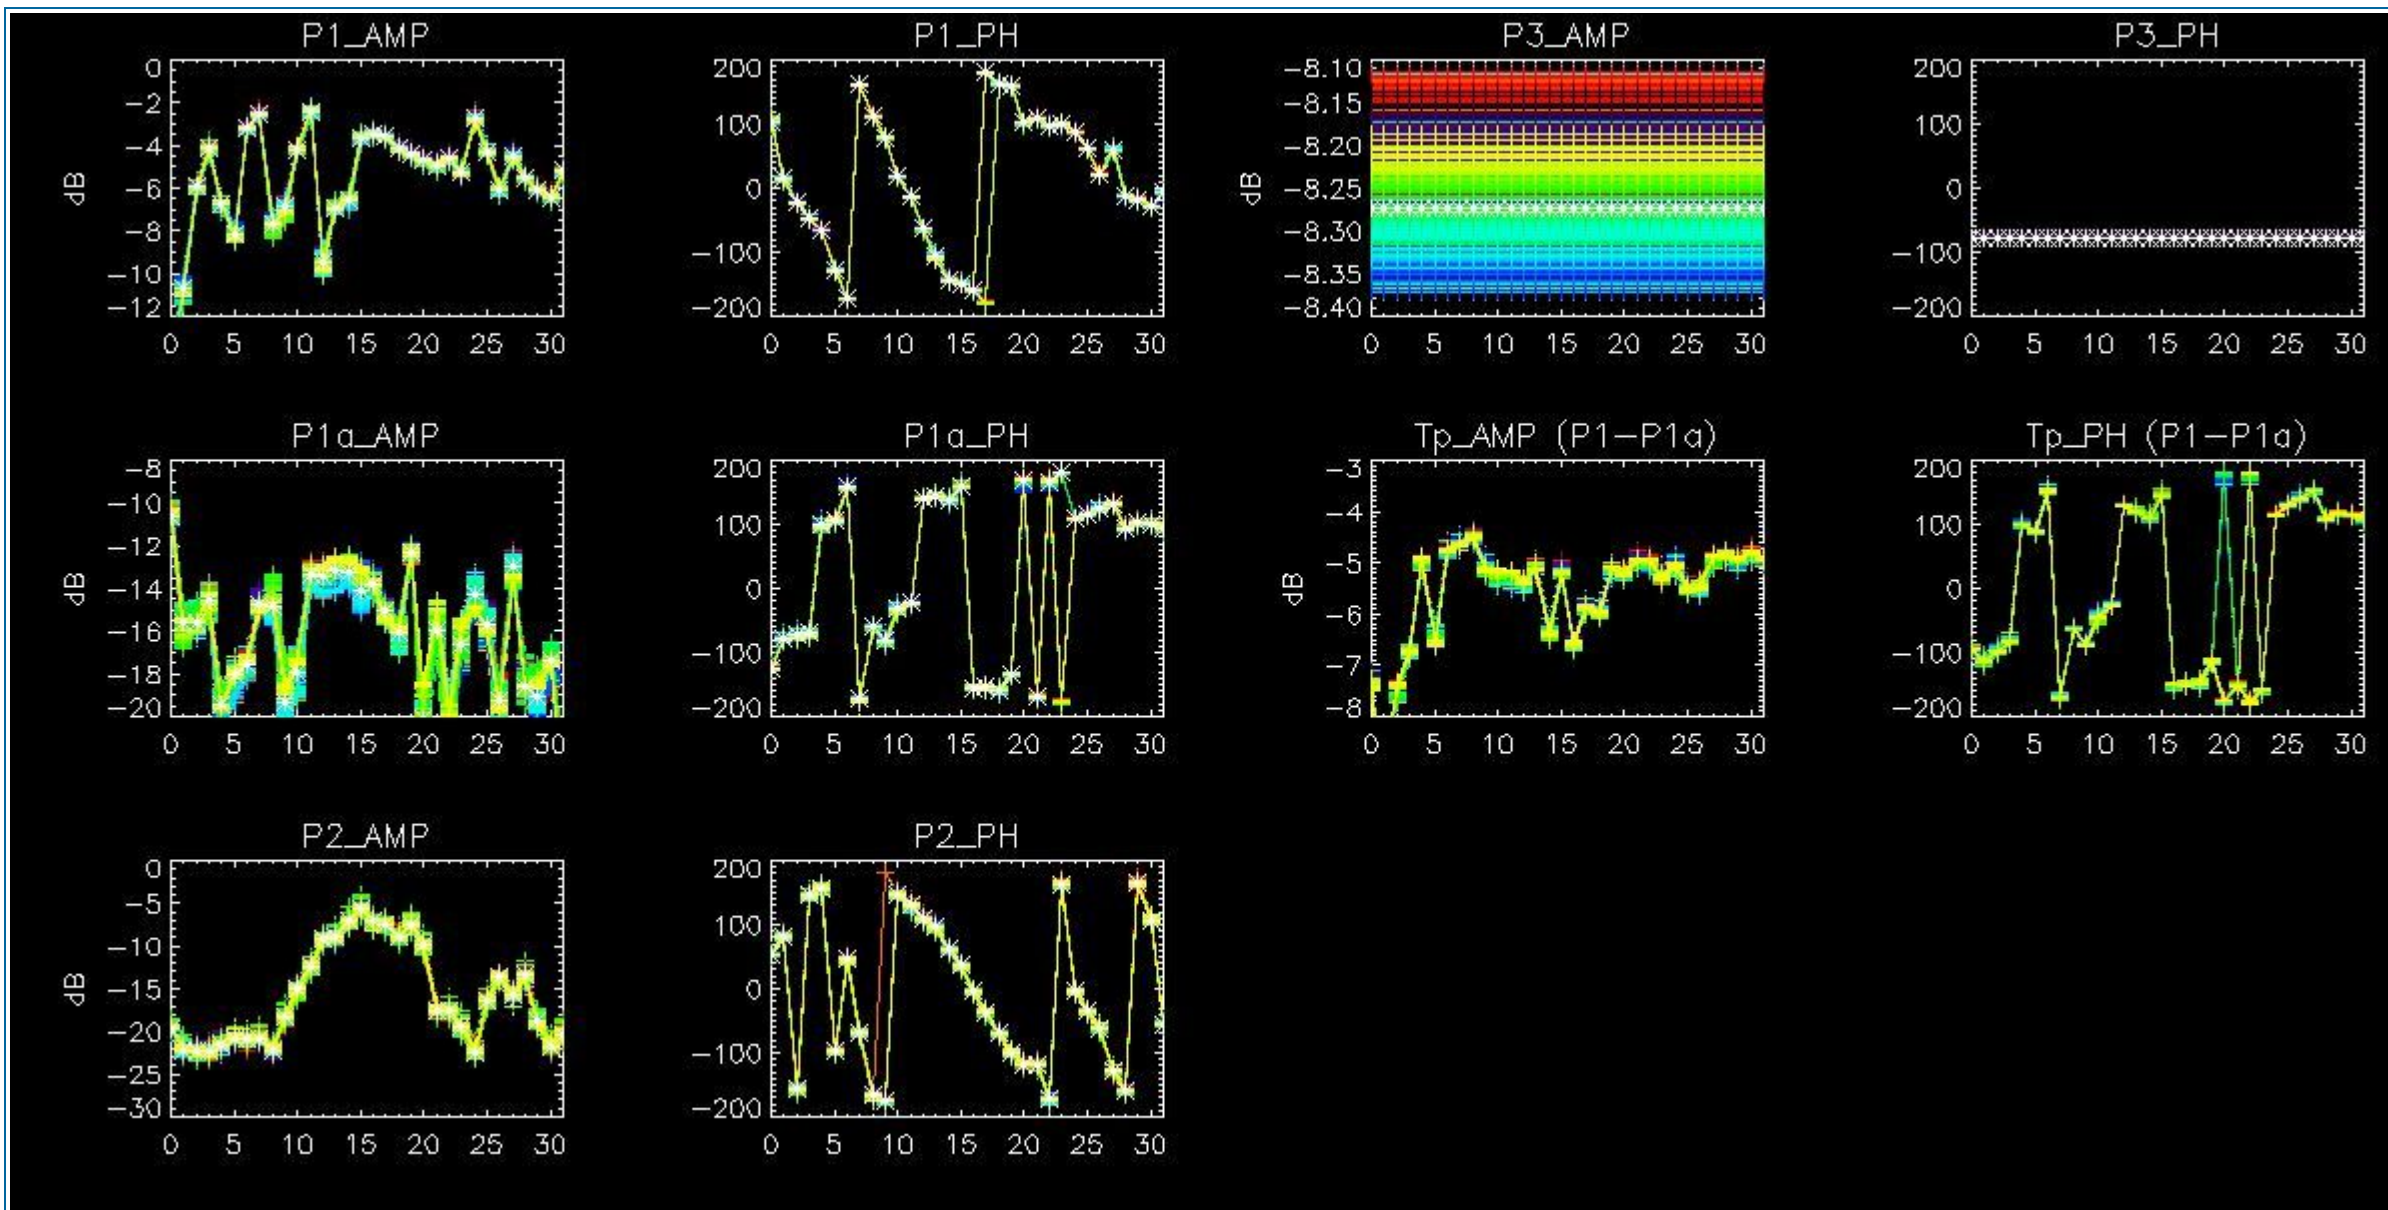 P1_AMP P1_PH P3_AMP P3_PH
0 200 −8.10 200
−2 100 −8.15 100
−4 0 −8.20 0
−6 −100 −8.25 −100
−8 −200 −8.30 −200
−10 −8.35
−12 −8.40
dB dB
0 5 10 15 20 25 30 0 5 10 15 20 25 30 0 5 10 15 20 25 30 0 5 10 15 20 25 30
P1a_AMP P1a_PH Tp_AMP (P1−P1a) Tp_PH (P1−P1a)
−8 200 −3 200
−10 100 −4 100
−12 0 −5 0
−14 −100 −6 −100
−16 −200 −7 −200
−18 −8
−20
dB dB
0 5 10 15 20 25 30 0 5 10 15 20 25 30 0 5 10 15 20 25 30 0 5 10 15 20 25 30
P2_AMP P2_PH
0 200
−5 100
−10 0
−15 −100
−20 −200
−25
−30
dB
0 5 10 15 20 25 30 0 5 10 15 20 25 30